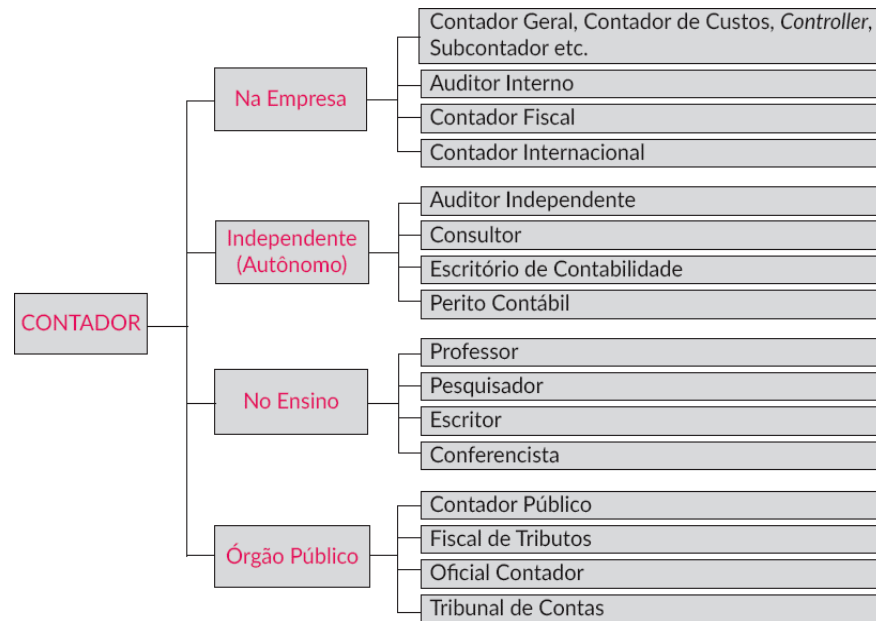 CONTADOR
Na Empresa
Contador Geral, Contador de Custos, Controller,
Subcontador etc.
Auditor Interno
Contador Fiscal
Contador Internacional
Independente
(Autônomo)
Auditor Independente
Consultor
Escritório de Contabilidade
Perito Contábil
No Ensino
Professor
Pesquisador
Escritor
Conferencista
Órgão Público
Contador Público
Fiscal de Tributos
Oficial Contador
Tribunal de Contas